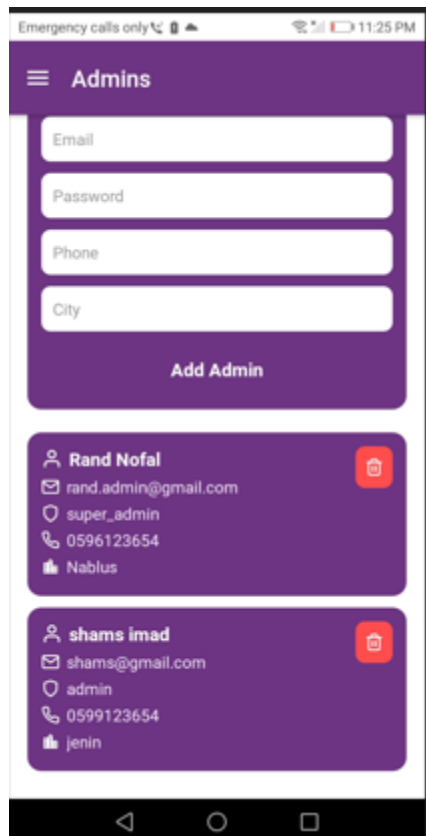 Emergency calls only 11:25 PM
Admins
Email
Password
Phone
City
Add Admin
Rand Nofal
rand.admin@gmail.com
super_admin
0596123654
Nablus
shams imad
shams@gmail.com
admin
0599123654
jenin